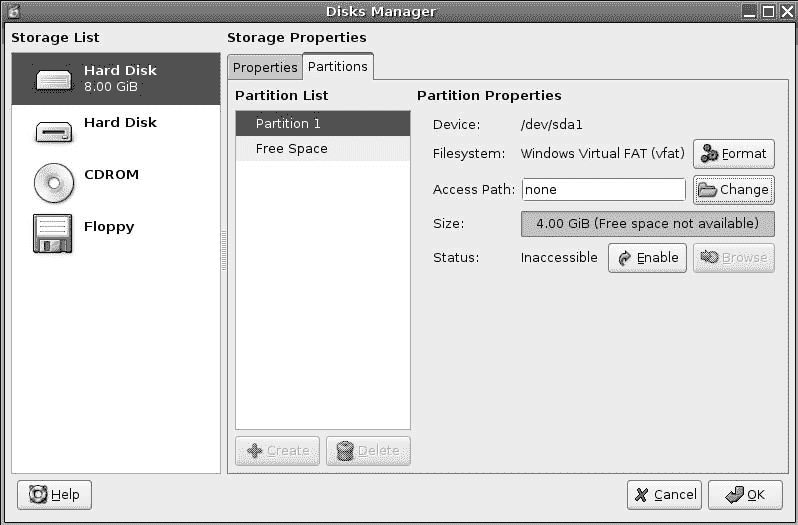 Disks Manager
Storage List
Hard Disk
8.00 GiB
Hard Disk
CDROM
Floppy
Storage Properties
Properties
Partitions
Partition List
Partition 1
Free Space
Create
Delete
Partition Properties
Device: /dev/sda1
Filesystem: Windows Virtual FAT (vfat) Format
Access Path: none Change
Size: 4.00 GiB (Free space not available)
Status: Inaccessible Enable Browse
Help
Cancel
OK